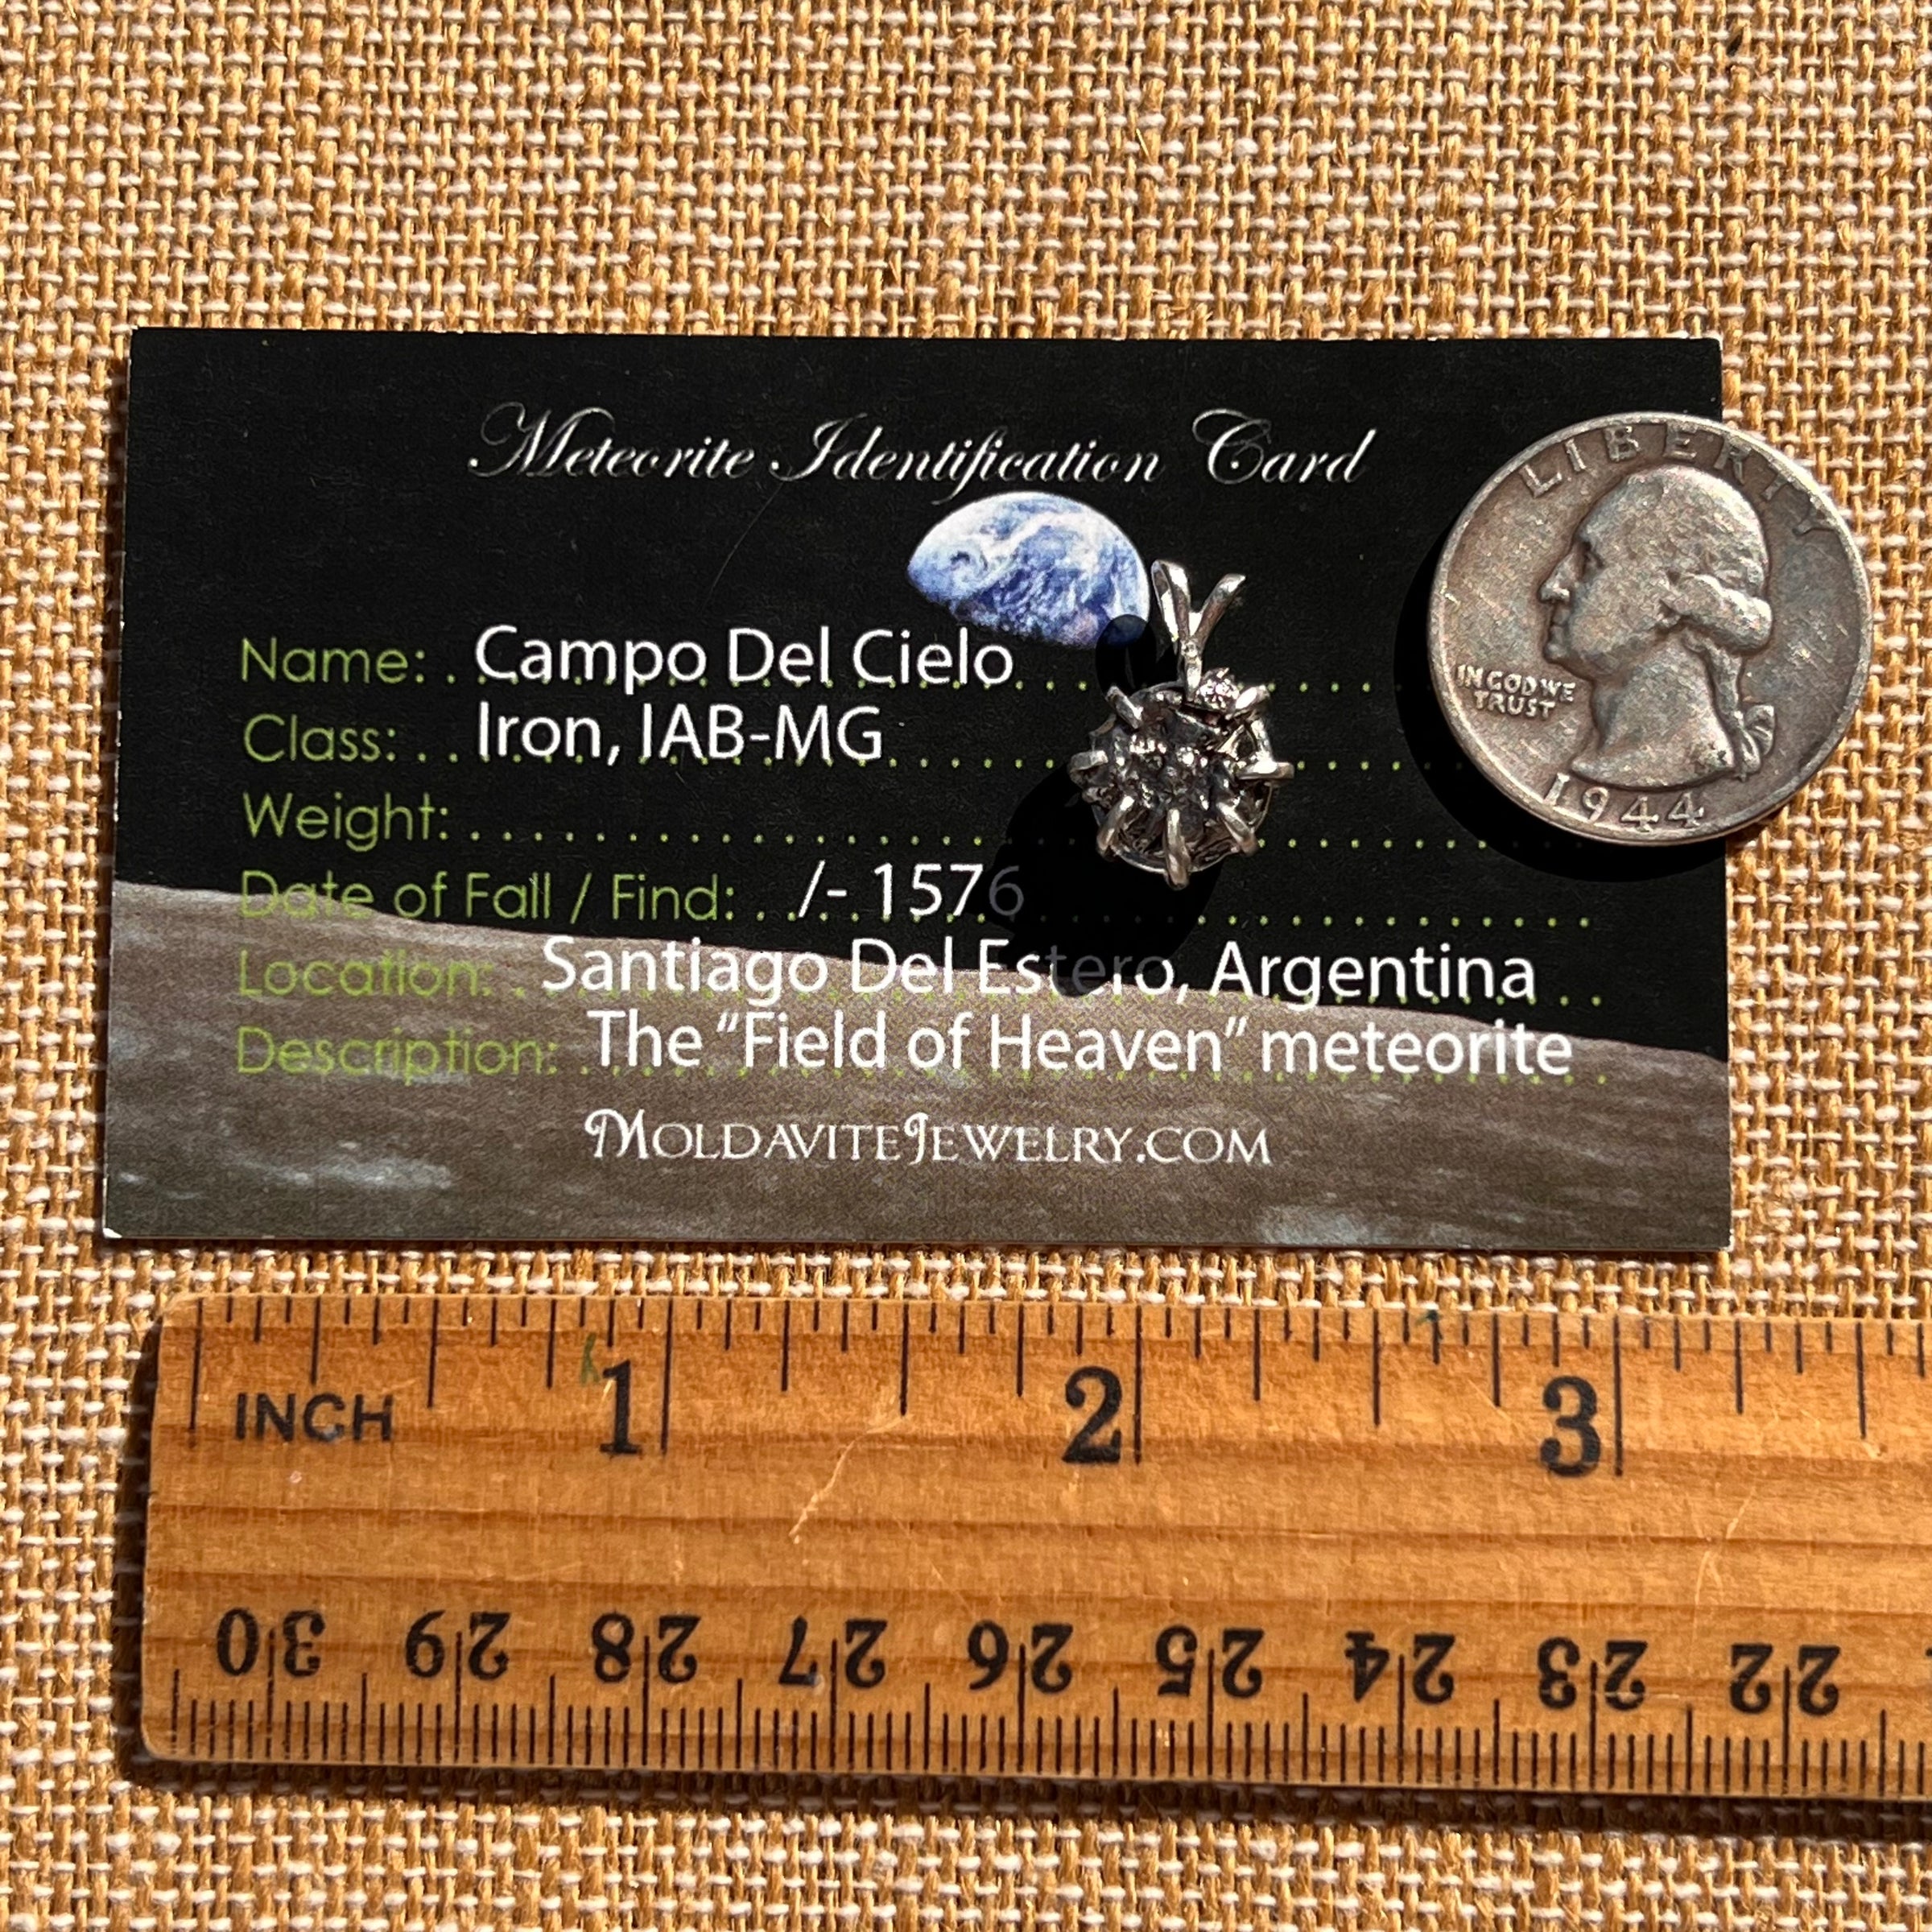 Meteorite Identification Card
Name: . Campo Del Cielo
Class: . . Iron, IAB-MG
Weight:
Date of Fall / Find: /- 1576
Location: Santiago Del Estero, Argentina
Description: The "Field of Heaven" meteorite
MOLDAVITEJEWELRY.COM
LIBERTY
IN GOD WE
TRUST
1944
INCH 1 2 3
30 29 28 27 26 25 24 23 22